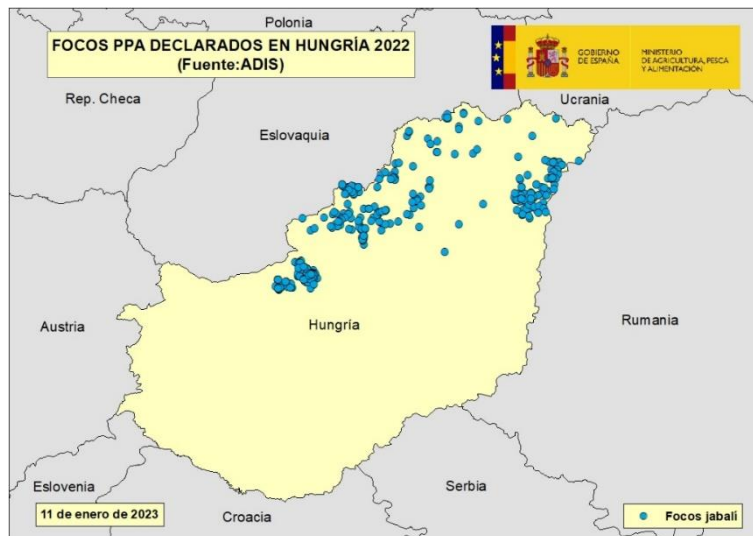 Polonia
FOCOS PPA DECLARADOS EN HUNGRÍA 2022
(Fuente:ADIS)
GOBIERNO
DE ESPAÑA
MINISTERIO
DE AGRICULTURA, PESCA
Y ALIMENTACIÓN
Rep. Checa
Ucrania
Eslovaquia
Austria
Hungría
Rumania
Eslovenia
Serbia
11 de enero de 2023
Croacia
Focos jabalí